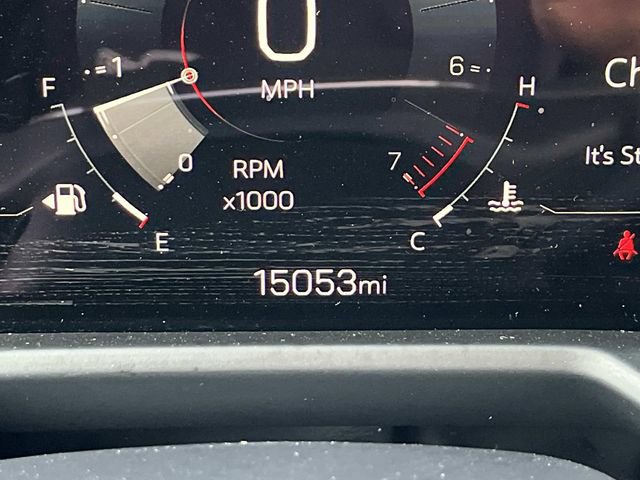 0
MPH
1
6
F
H
Ch
0
7
RPM
x1000
It's St
E
C
15053mi